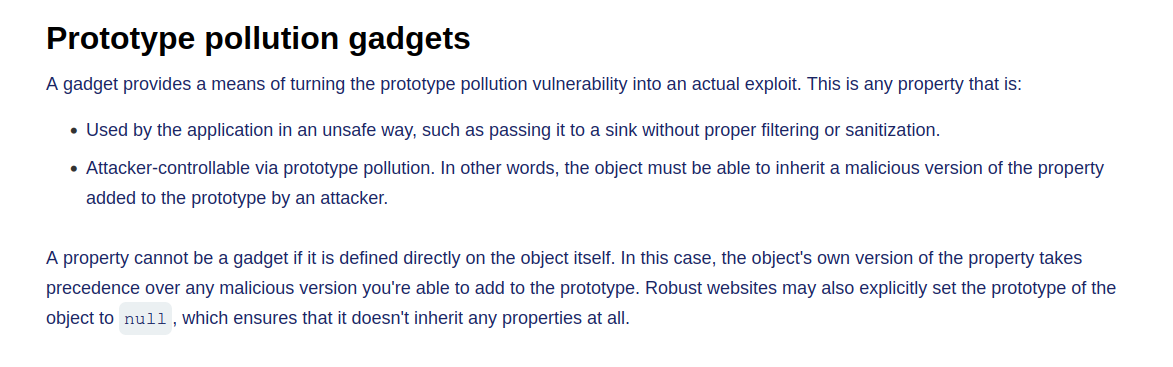 Prototype pollution gadgets
A gadget provides a means of turning the prototype pollution vulnerability into an actual exploit. This is any property that is:
• Used by the application in an unsafe way, such as passing it to a sink without proper filtering or sanitization.
• Attacker-controllable via prototype pollution. In other words, the object must be able to inherit a malicious version of the property
added to the prototype by an attacker.
A property cannot be a gadget if it is defined directly on the object itself. In this case, the object's own version of the property takes
precedence over any malicious version you're able to add to the prototype. Robust websites may also explicitly set the prototype of the
object to null, which ensures that it doesn't inherit any properties at all.